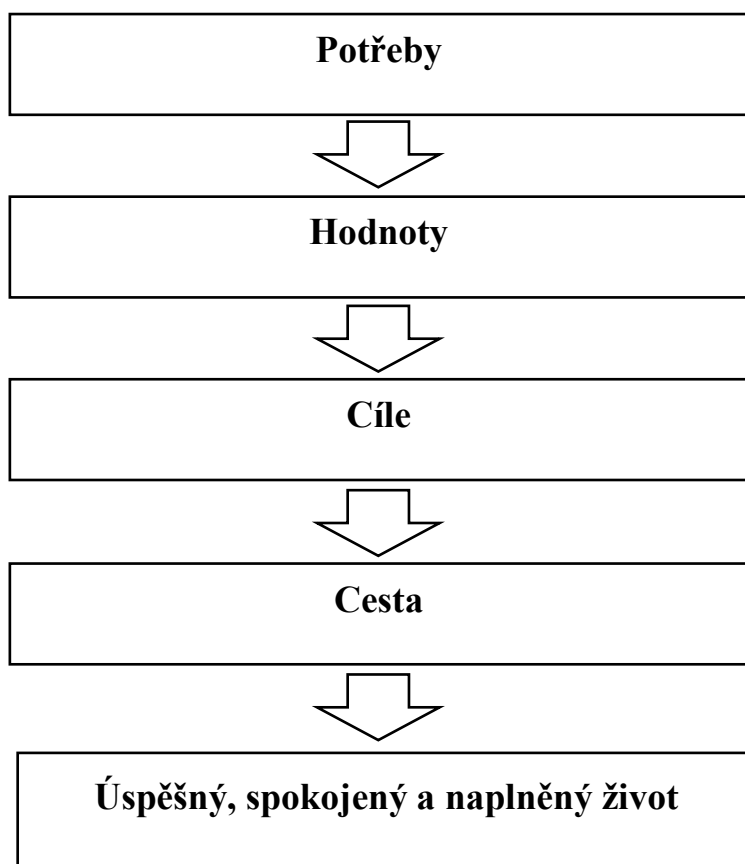 Potřeby
Hodnoty
Cíle
Cesta
Úspěšný, spokojený a naplněný život